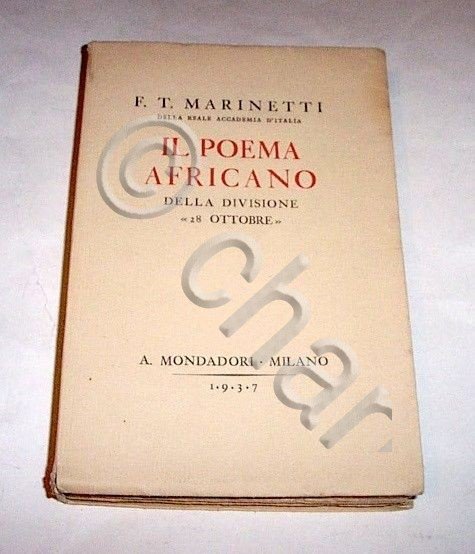 F. T. MARINETTI
DELLA REALE ACCADEMIA D'ITALIA
IL POEMA
AFRICANO
DELLA DIVISIONE
« 28 OTTOBRE »
A. MONDADORI · MILANO
1·9·3·7
© char